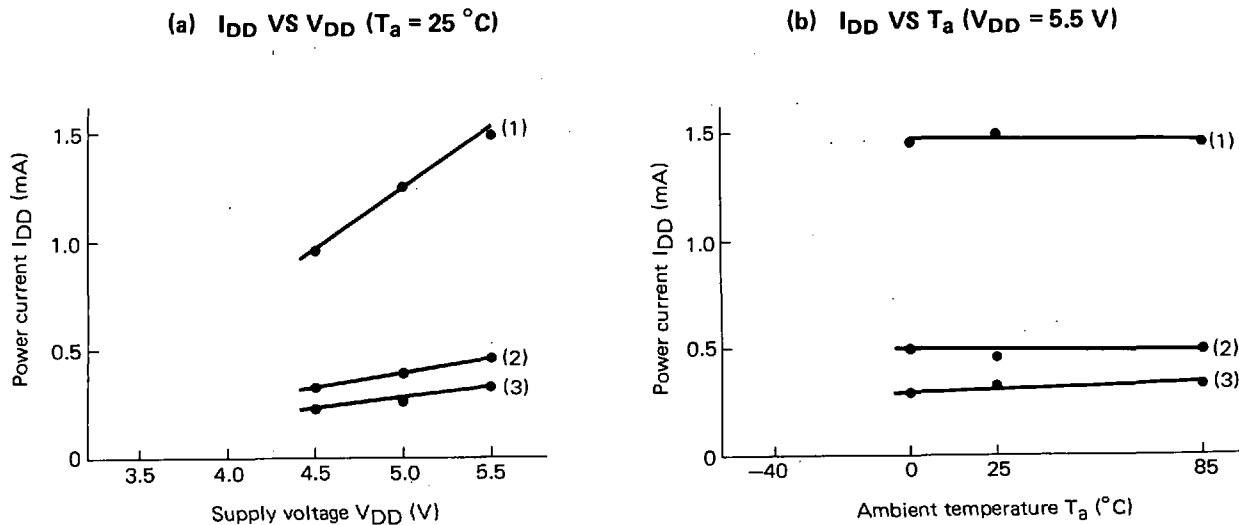 (a) IDD VS VDD (Ta = 25 °C)
1.5
1.0
0.5
0
Power current IDD (mA)
(1)
(2)
(3)
3.5 4.0 4.5 5.0 5.5
Supply voltage VDD (V)
(b) IDD VS Ta (VDD = 5.5 V)
1.5
1.0
0.5
0
Power current IDD (mA)
(1)
(2)
(3)
−40 0 25 85
Ambient temperature Ta (°C)